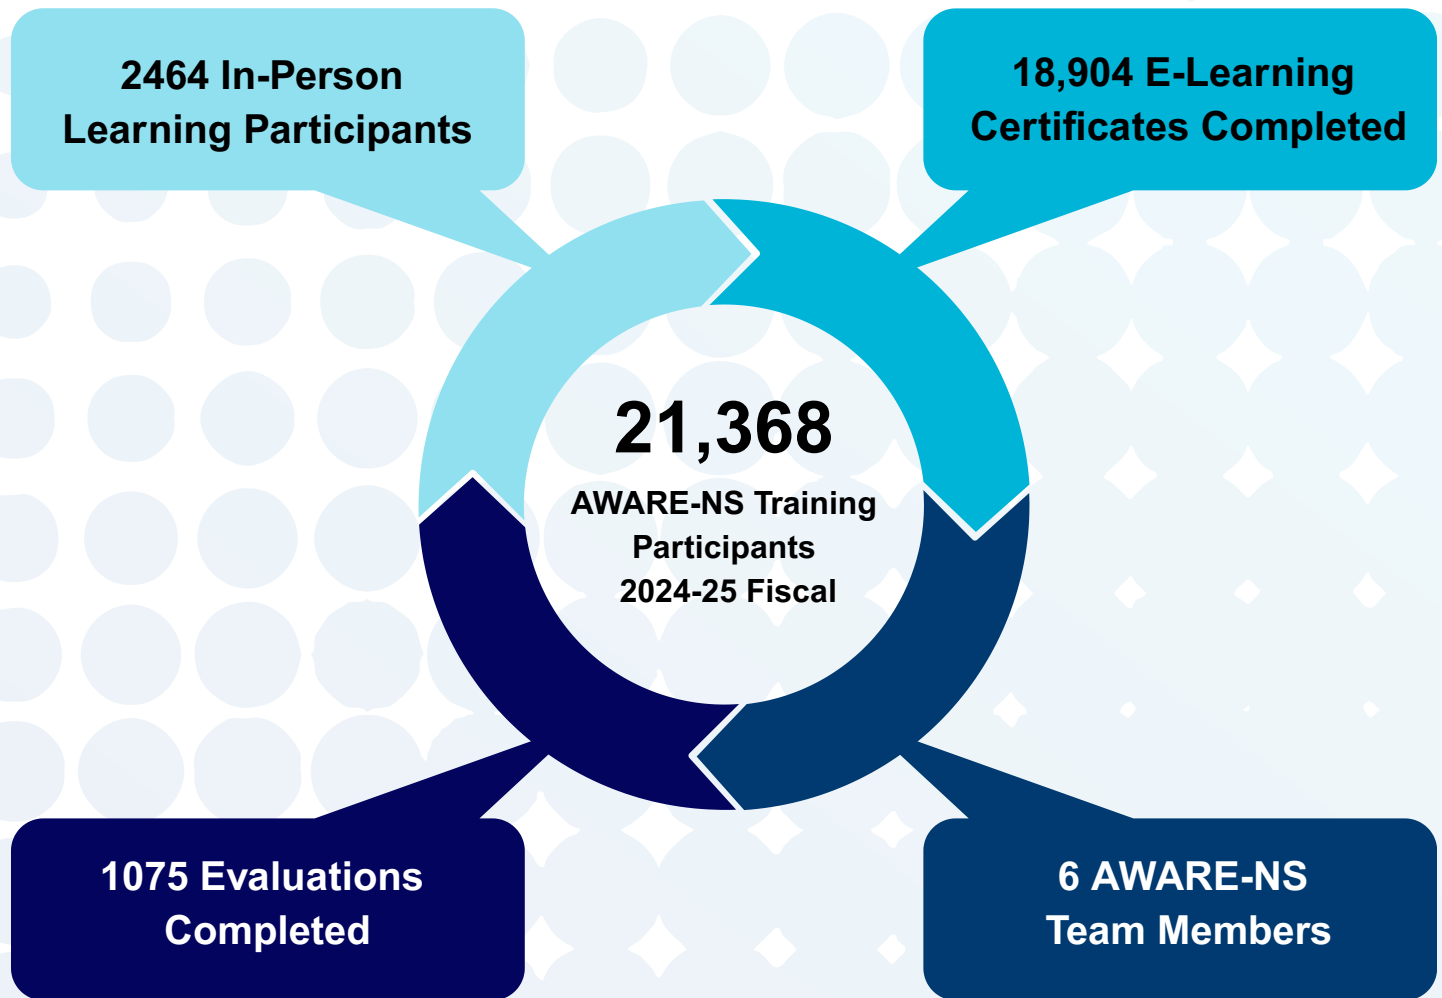 2464 In-Person
Learning Participants
18,904 E-Learning
Certificates Completed
21,368
AWARE-NS Training
Participants
2024-25 Fiscal
1075 Evaluations
Completed
6 AWARE-NS
Team Members